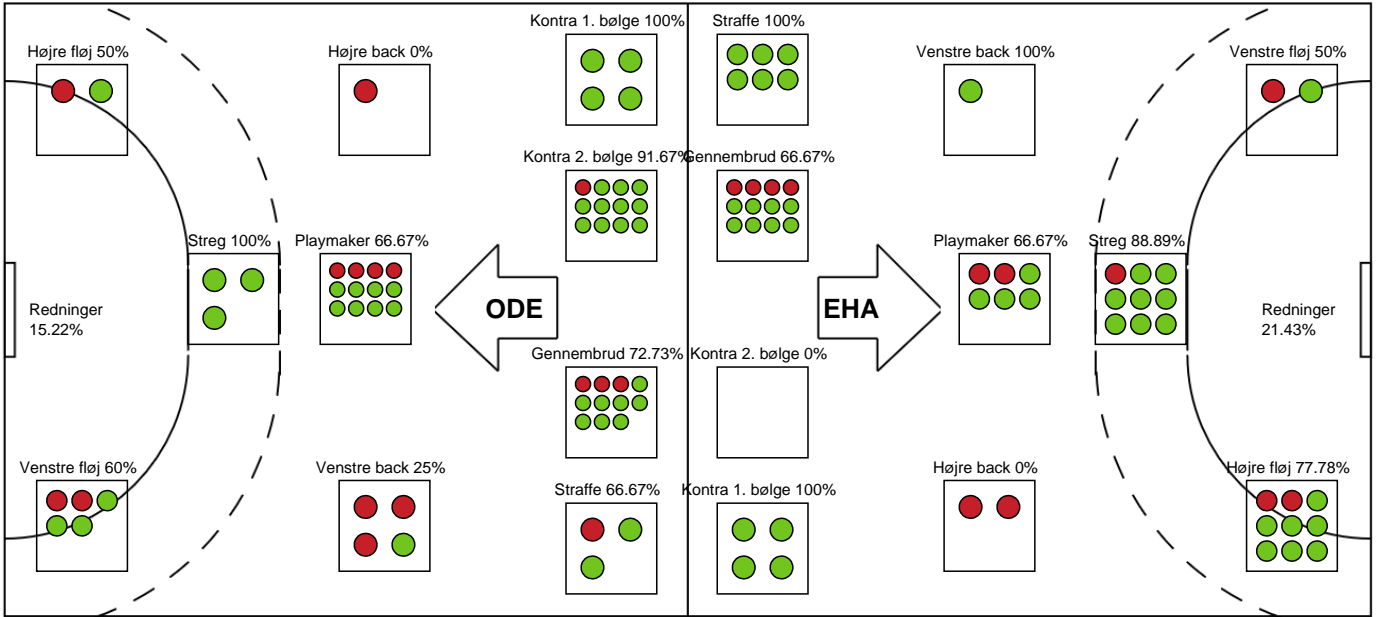 Kontra 1. bølge 100%
Straffe 100%
Højre fløj 50%
Højre back 0%
Venstre back 100%
Venstre fløj 50%
Kontra 2. bølge 91.67%
Gennembrud 66.67%
Streg 100%
Playmaker 66.67%
Playmaker 66.67%
Streg 88.89%
Redninger
15.22%
ODE
EHA
Redninger
21.43%
Gennembrud 72.73%
Kontra 2. bølge 0%
Venstre fløj 60%
Venstre back 25%
Højre back 0%
Højre fløj 77.78%
Straffe 66.67%
Kontra 1. bølge 100%